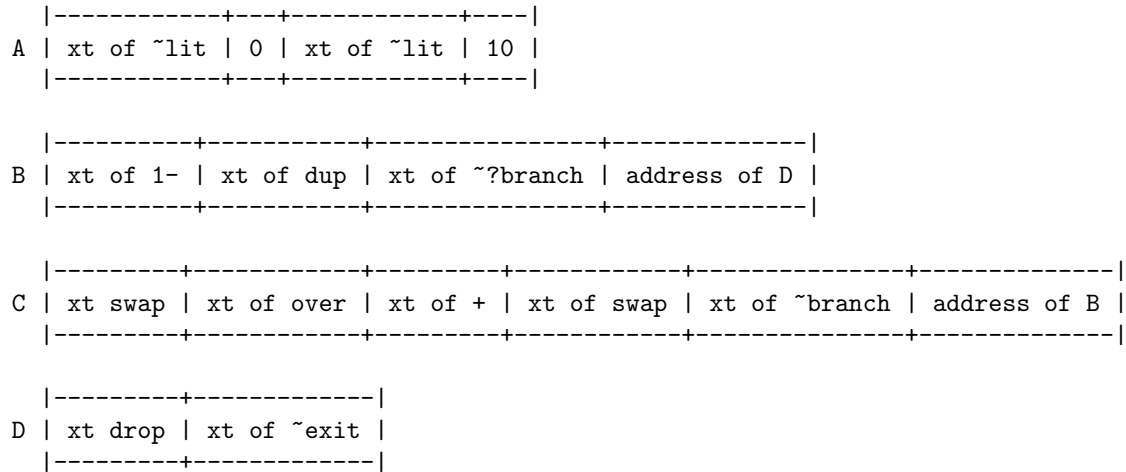 |-------------+---+-------------+----|
A | xt of ~lit | 0 | xt of ~lit | 10 |
|-------------+---+------------+----|
|----------+-----------+----------------+--------------|
B | xt of 1- | xt of dup | xt of ~?branch | address of D |
|----------+-----------+----------------+--------------|
|---------+------------+---------+------------+---------------+--------------|
C | xt swap | xt of over | xt of + | xt of swap | xt of ~branch | address of B |
|---------+------------+---------+------------+---------------+--------------|
|---------+-------------|
D | xt drop | xt of ~exit |
|---------+-------------|